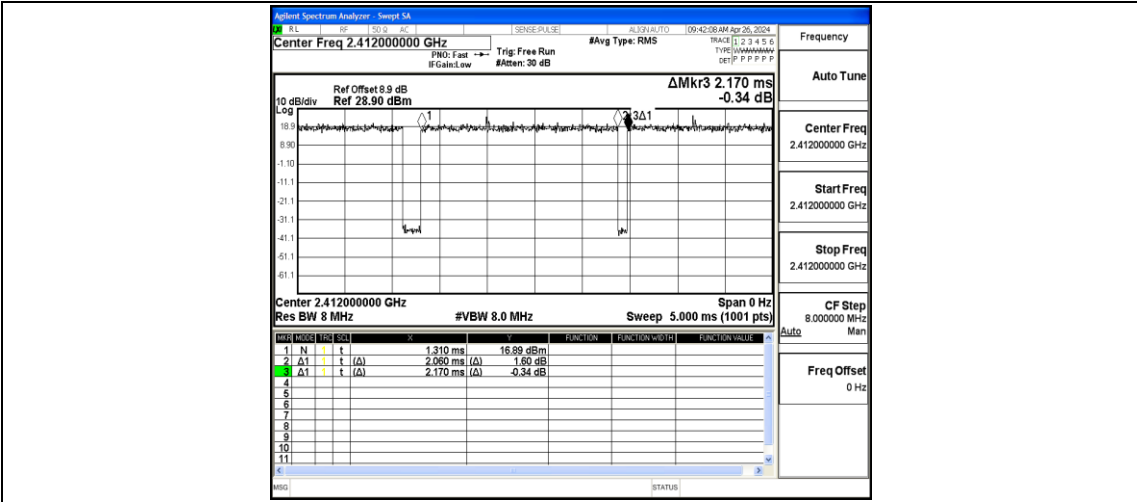 Agilent Spectrum Analyzer - Swept SA
RL RF 50 Ω AC SENSE:PULSE ALIGNAUTO 09:42:08 AM Apr 26, 2024
Center Freq 2.412000000 GHz #Avg Type: RMS TRACE 1 2 3 4 5 6
PNO: Fast Trig: Free Run TYPE
IFGain:Low #Atten: 30 dB DET P P P P P P
Frequency
Auto Tune
ΔMkr3 2.170 ms
-0.34 dB
Ref Offset 8.9 dB
10 dB/div Ref 28.90 dBm
Log
1 3Δ1
18.9
8.90
-1.10
-11.1
-21.1
-31.1
-41.1
-51.1
-61.1
Center Freq
2.412000000 GHz
Start Freq
2.412000000 GHz
Stop Freq
2.412000000 GHz
CF Step
8.000000 MHz
Auto Man
Freq Offset
0 Hz
Center 2.412000000 GHz Span 0 Hz
Res BW 8 MHz #VBW 8.0 MHz Sweep 5.000 ms (1001 pts)
MKR MODE TRC SCL X Y FUNCTION FUNCTION WIDTH FUNCTION VALUE
1 N 1 t 1.310 ms 16.89 dBm
2 Δ1 1 t (Δ) 2.060 ms (Δ) 1.60 dB
3 Δ1 1 t (Δ) 2.170 ms (Δ) -0.34 dB
4
5
6
7
8
9
10
11
MSG STATUS